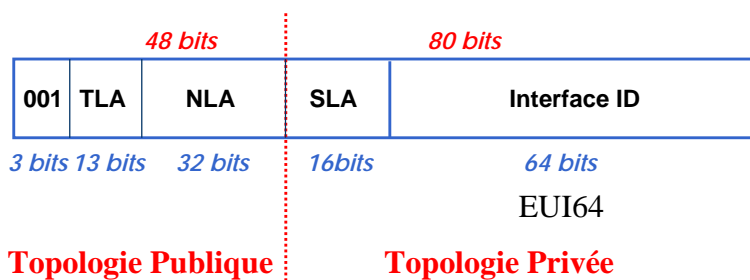 48 bits 80 bits
001 TLA NLA SLA Interface ID
3 bits 13 bits 32 bits 16bits 64 bits
EUI64
Topologie Publique Topologie Privée